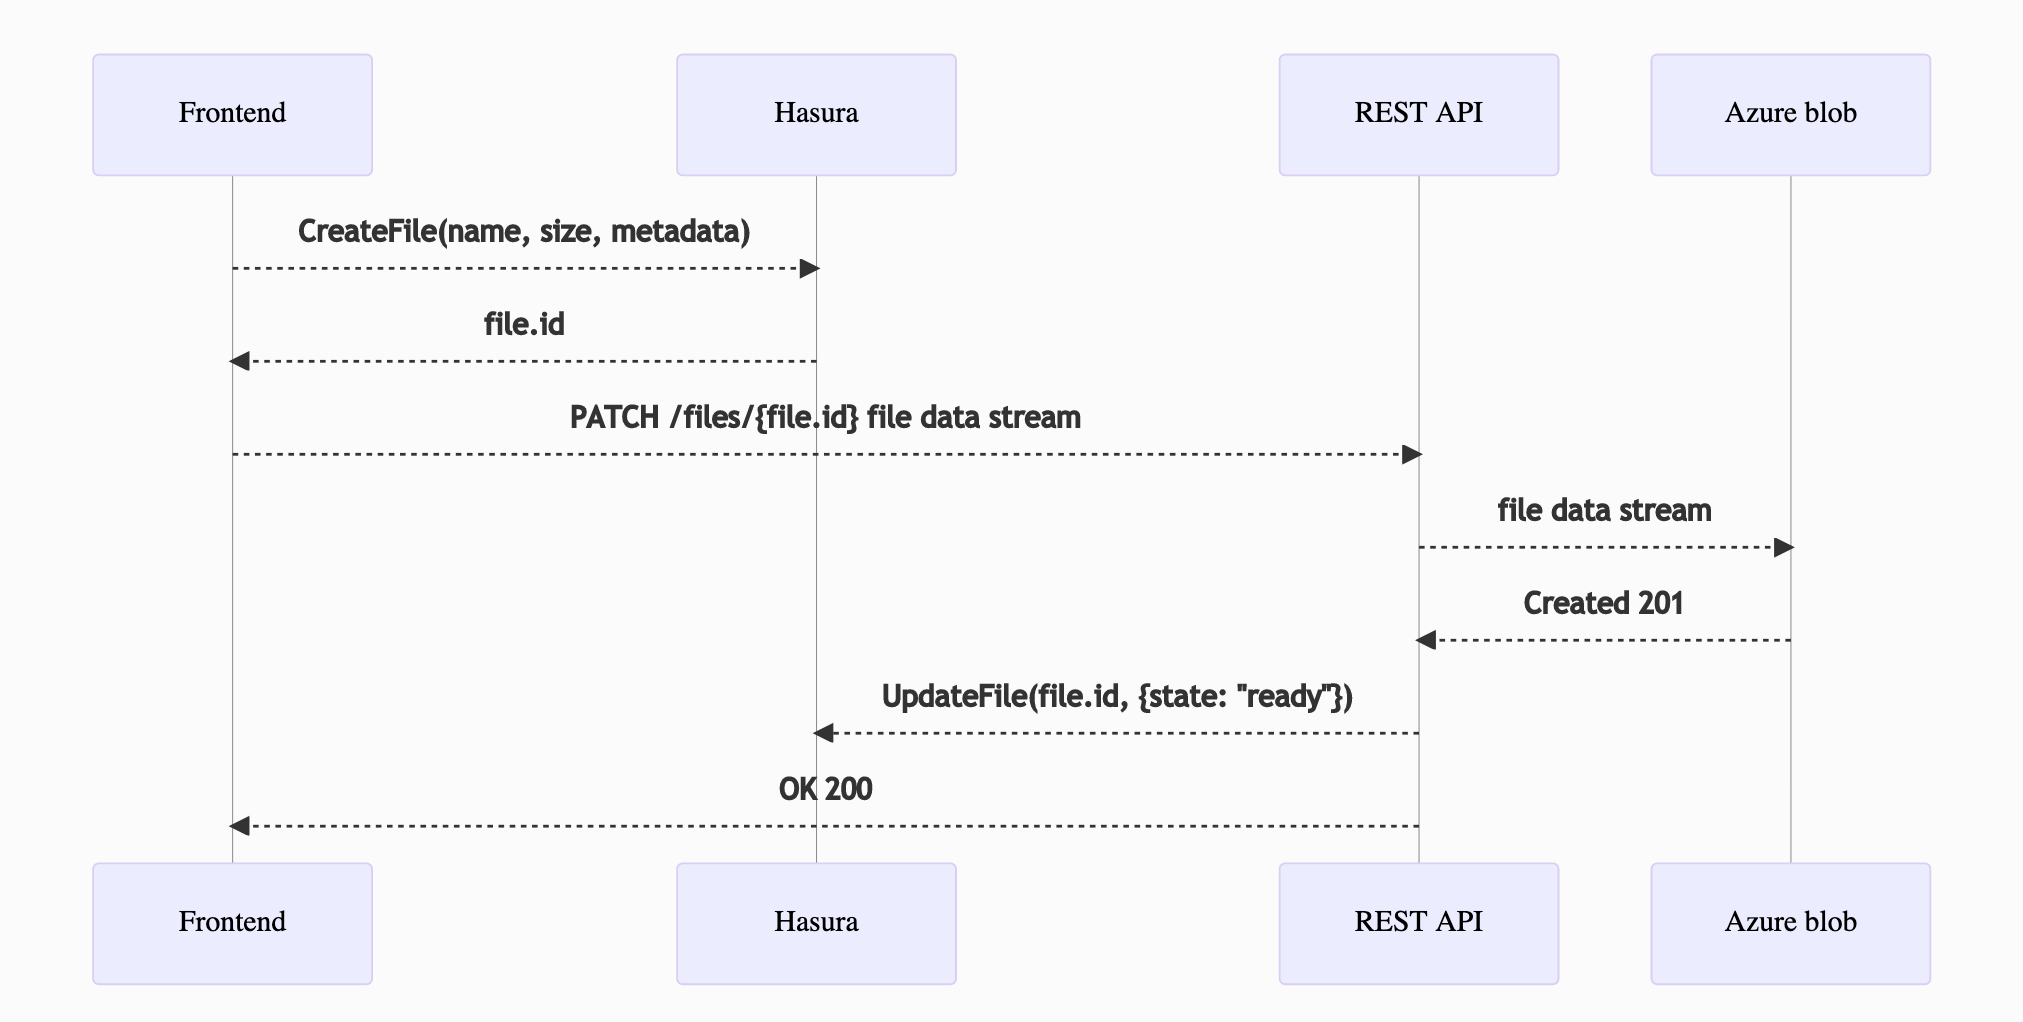 Frontend
Hasura
REST API
Azure blob
CreateFile(name, size, metadata)
file.id
PATCH /files/{file.id} file data stream
file data stream
Created 201
UpdateFile(file.id, {state: "ready"})
OK 200
Frontend
Hasura
REST API
Azure blob